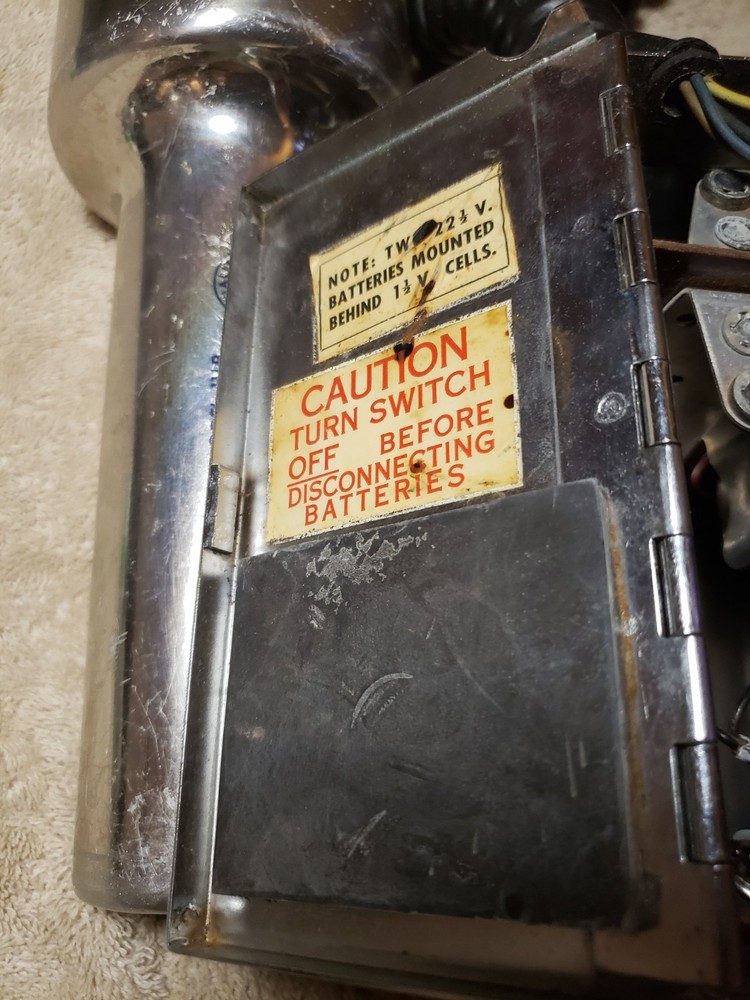 NOTE: TW 22½ V.
BATTERIES MOUNTED
BEHIND 1½ V. CELLS.
CAUTION
TURN SWITCH
OFF BEFORE
DISCONNECTING
BATTERIES